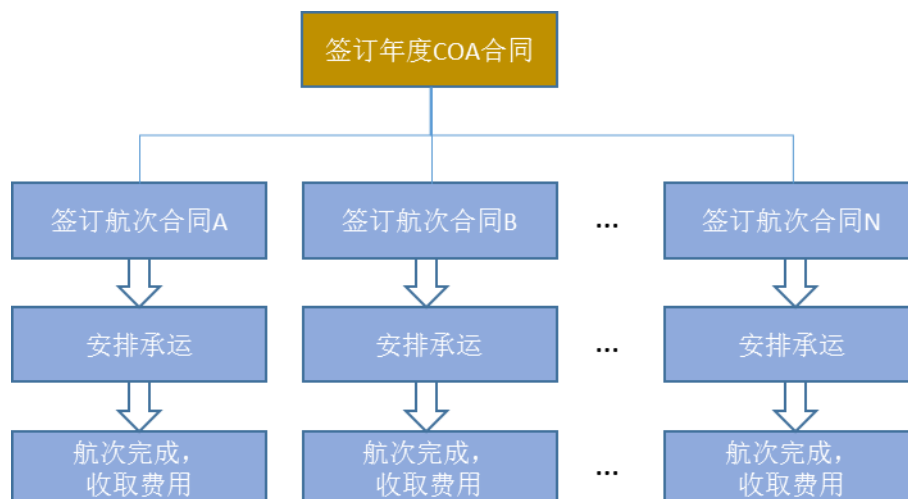 签订年度COA合同
签订航次合同A
签订航次合同B
...
签订航次合同N
安排承运
安排承运
...
安排承运
航次完成，
收取费用
航次完成，
收取费用
...
航次完成，
收取费用